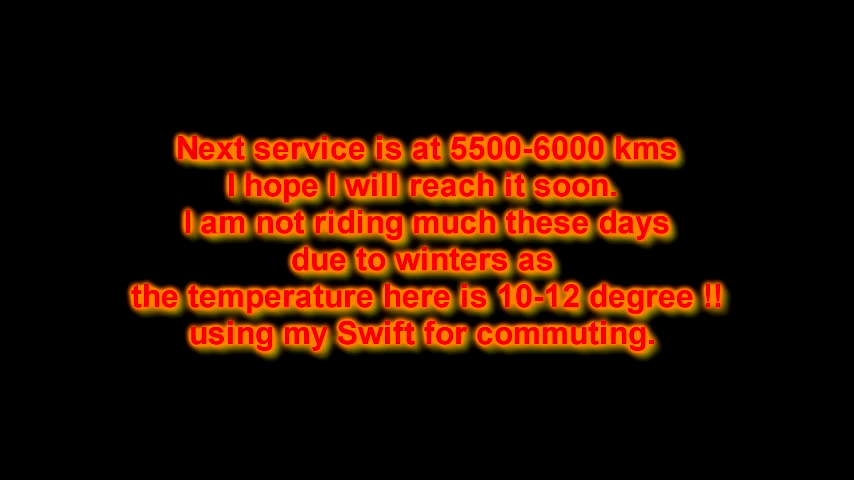 Next service is at 5500-6000 kms
I hope I will reach it soon.
I am not riding much these days
due to winters as
the temperature here is 10-12 degree !!
using my Swift for commuting.